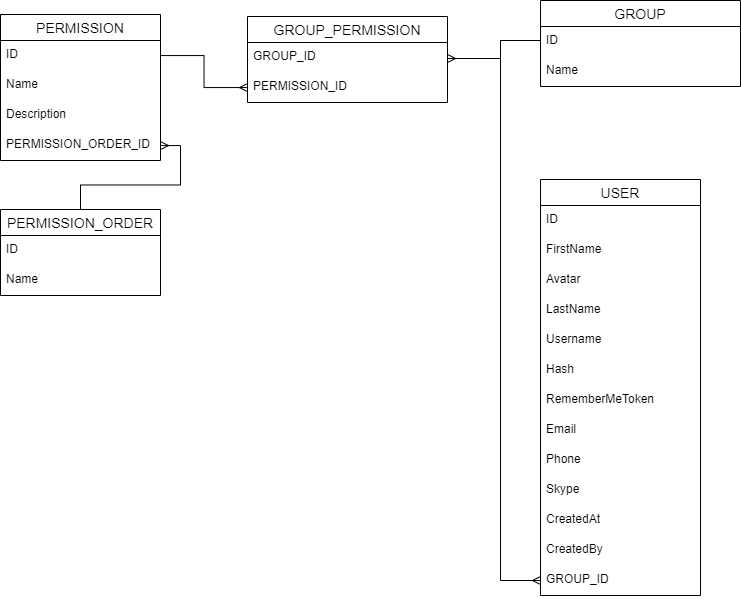 PERMISSION
ID
Name
Description
PERMISSION_ORDER_ID
PERMISSION_ORDER
ID
Name
GROUP_PERMISSION
GROUP_ID
PERMISSION_ID
GROUP
ID
Name
USER
ID
FirstName
Avatar
LastName
Username
Hash
RememberMeToken
Email
Phone
Skype
CreatedAt
CreatedBy
GROUP_ID